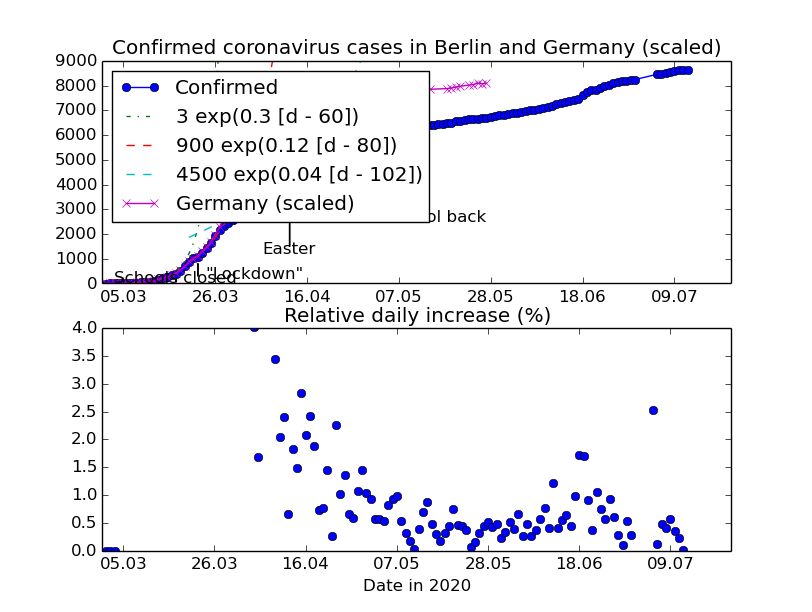 Confirmed coronavirus cases in Berlin and Germany (scaled)
9000
8000
7000
6000
5000
4000
3000
2000
1000
0
Confirmed
3 exp(0.3 [d - 60])
900 exp(0.12 [d - 80])
4500 exp(0.04 [d - 102])
Germany (scaled)
ol back
Easter
"Lockdown"
Schools closed
05.03 26.03 16.04 07.05 28.05 18.06 09.07
Relative daily increase (%)
4.0
3.5
3.0
2.5
2.0
1.5
1.0
0.5
0.0
05.03 26.03 16.04 07.05 28.05 18.06 09.07
Date in 2020